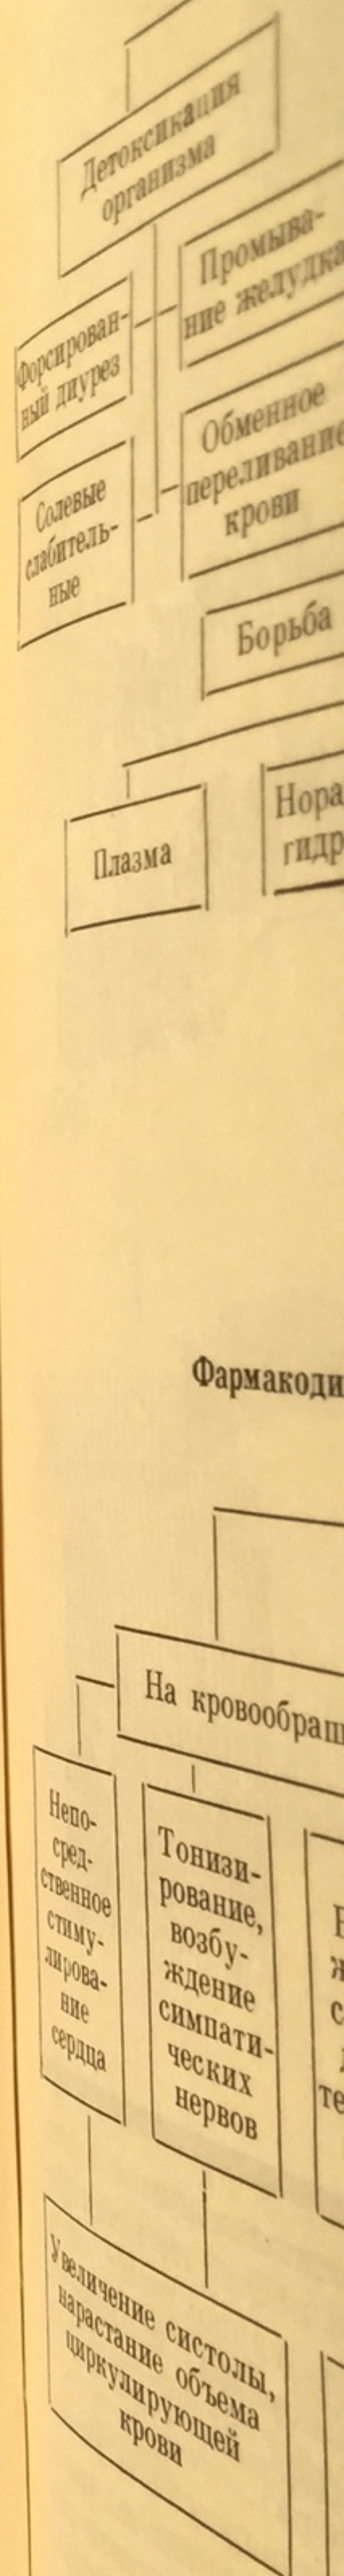 Детоксикация
организма
Форсирован-
ный диурез
Промыва-
ние желудка
Солевые
слабитель-
ные
Обменное
переливание
крови
Борьба
Плазма
Нора
гидр
Фармакоди
На кровообращ
Непо-
сред-
ственное
стиму-
лирова-
ние
сердца
Тонизи-
рование,
возбу-
ждение
симпати-
ческих
нервов
те
Увеличение систолы,
нарастание объема
циркулирующей
крови